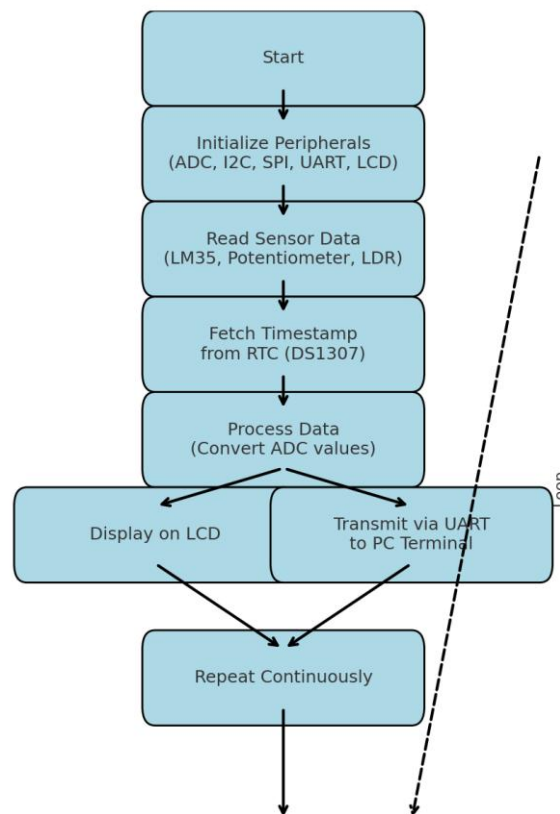 Start
Initialize Peripherals
(ADC, I2C, SPI, UART, LCD)
Read Sensor Data
(LM35, Potentiometer, LDR)
Fetch Timestamp
from RTC (DS1307)
Process Data
(Convert ADC values)
Display on LCD
Transmit via UART
to PC Terminal
Loop
Repeat Continuously